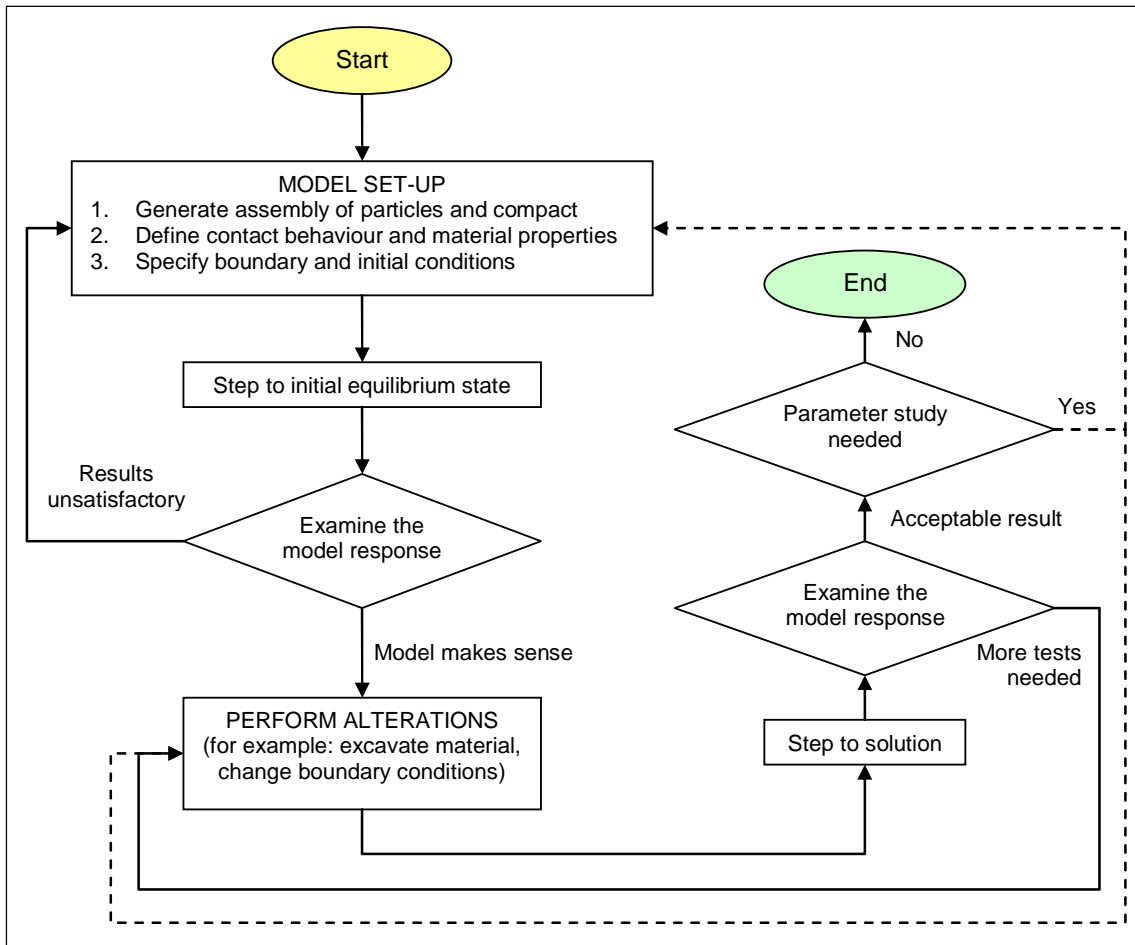 Start
MODEL SET-UP
1. Generate assembly of particles and compact
2. Define contact behaviour and material properties
3. Specify boundary and initial conditions
Step to initial equilibrium state
Results
unsatisfactory
Examine the
model response
Model makes sense
PERFORM ALTERATIONS
(for example: excavate material,
change boundary conditions)
Step to solution
Examine the
model response
More tests
needed
Acceptable result
Parameter study
needed
Yes
No
End